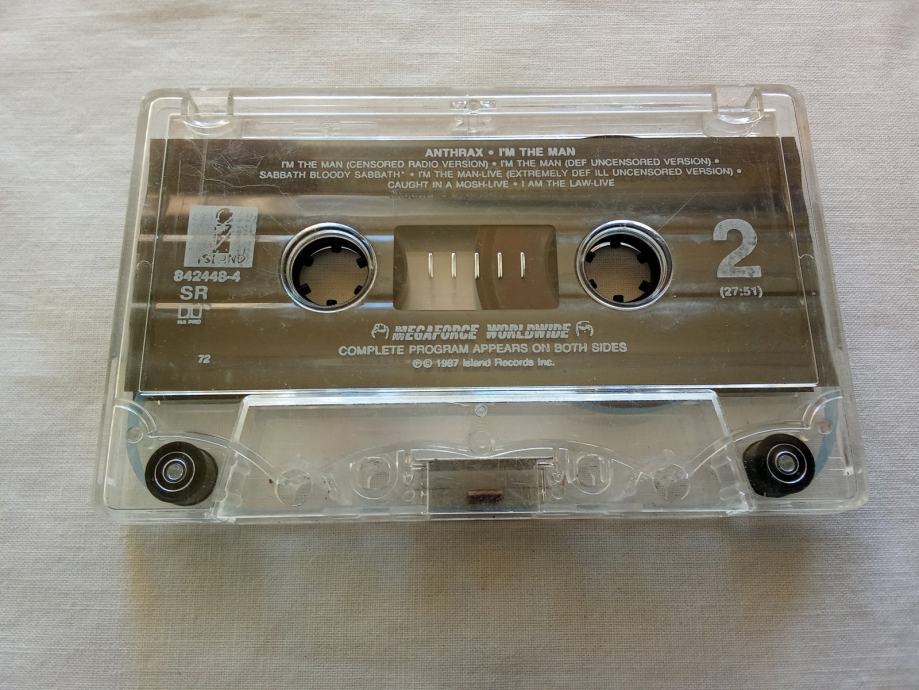 ANTHRAX • I'M THE MAN
I'M THE MAN (CENSORED RADIO VERSION) • I'M THE MAN (DEF UNCENSORED VERSION) •
SABBATH BLOODY SABBATH* • I'M THE MAN-LIVE (EXTREMELY DEF ILL UNCENSORED VERSION) •
CAUGHT IN A MOSH-LIVE • I AM THE LAW-LIVE
ISLAND
842448-4
SR
HX PRO
72
2
(27:51)
MEGAFORCE WORLDWIDE
COMPLETE PROGRAM APPEARS ON BOTH SIDES
℗© 1987 Island Records Inc.